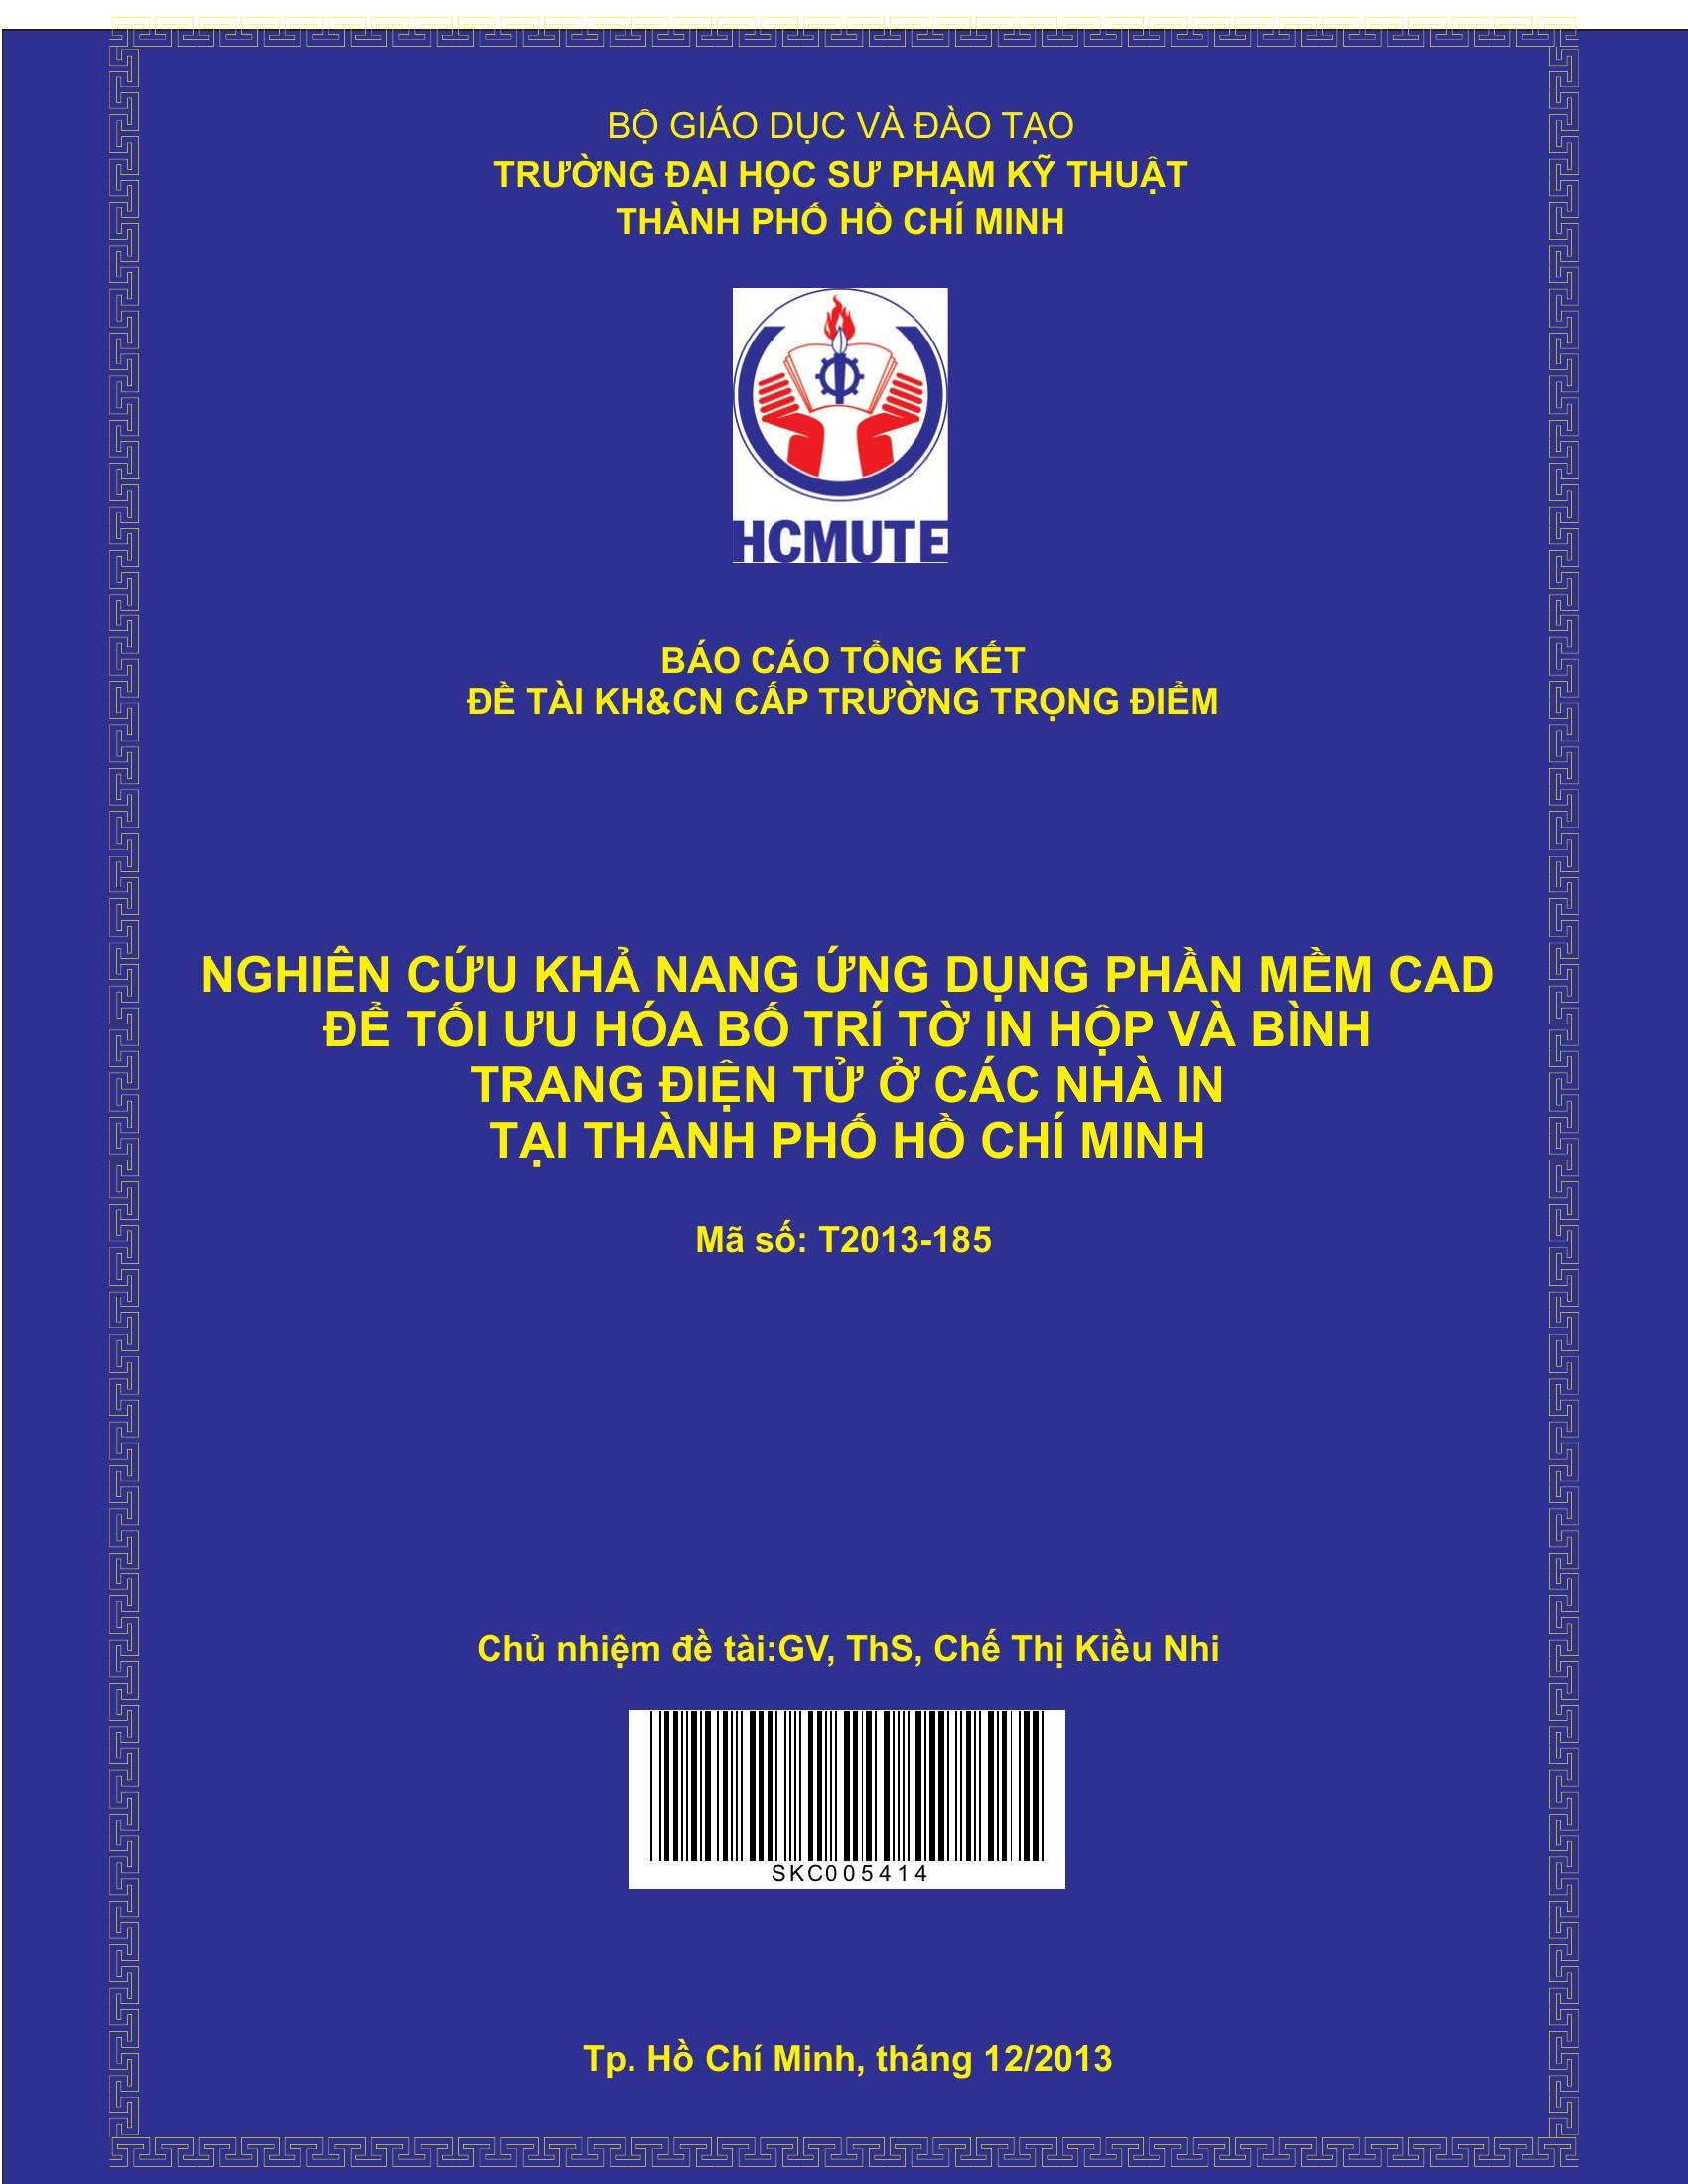 BỘ GIÁO DỤC VÀ ĐÀO TẠO
TRƯỜNG ĐẠI HỌC SƯ PHẠM KỸ THUẬT
THÀNH PHỐ HỒ CHÍ MINH
HCMUTE
BÁO CÁO TỔNG KẾT
ĐỀ TÀI KH&CN CẤP TRƯỜNG TRỌNG ĐIỂM
NGHIÊN CỨU KHẢ NANG ỨNG DỤNG PHẦN MỀM CAD
ĐỂ TỐI ƯU HÓA BỐ TRÍ TỜ IN HỘP VÀ BÌNH
TRANG ĐIỆN TỬ Ở CÁC NHÀ IN
TẠI THÀNH PHỐ HỒ CHÍ MINH
Mã số: T2013-185
Chủ nhiệm đề tài:GV, ThS, Chế Thị Kiều Nhi
SKC005414
Tp. Hồ Chí Minh, tháng 12/2013